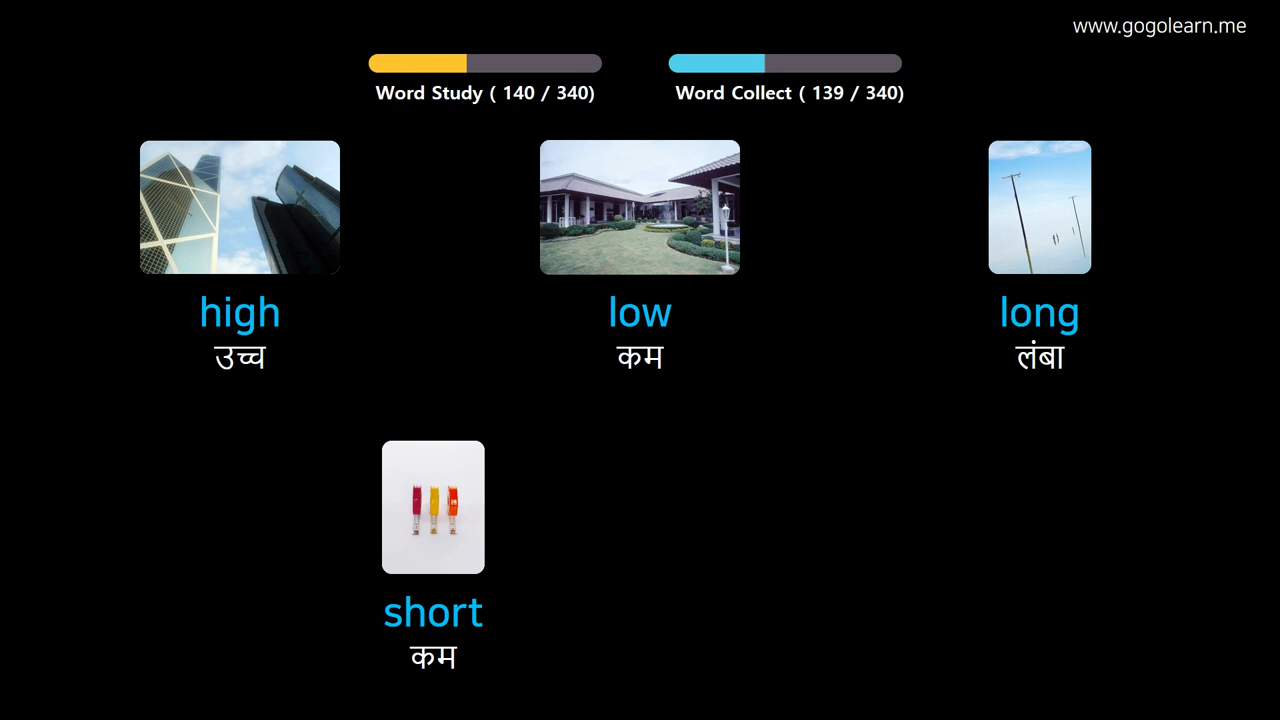 www.gogolearn.me
Word Study ( 140 / 340)
Word Collect ( 139 / 340)
high
उच्च
low
कम
long
लंबा
short
कम